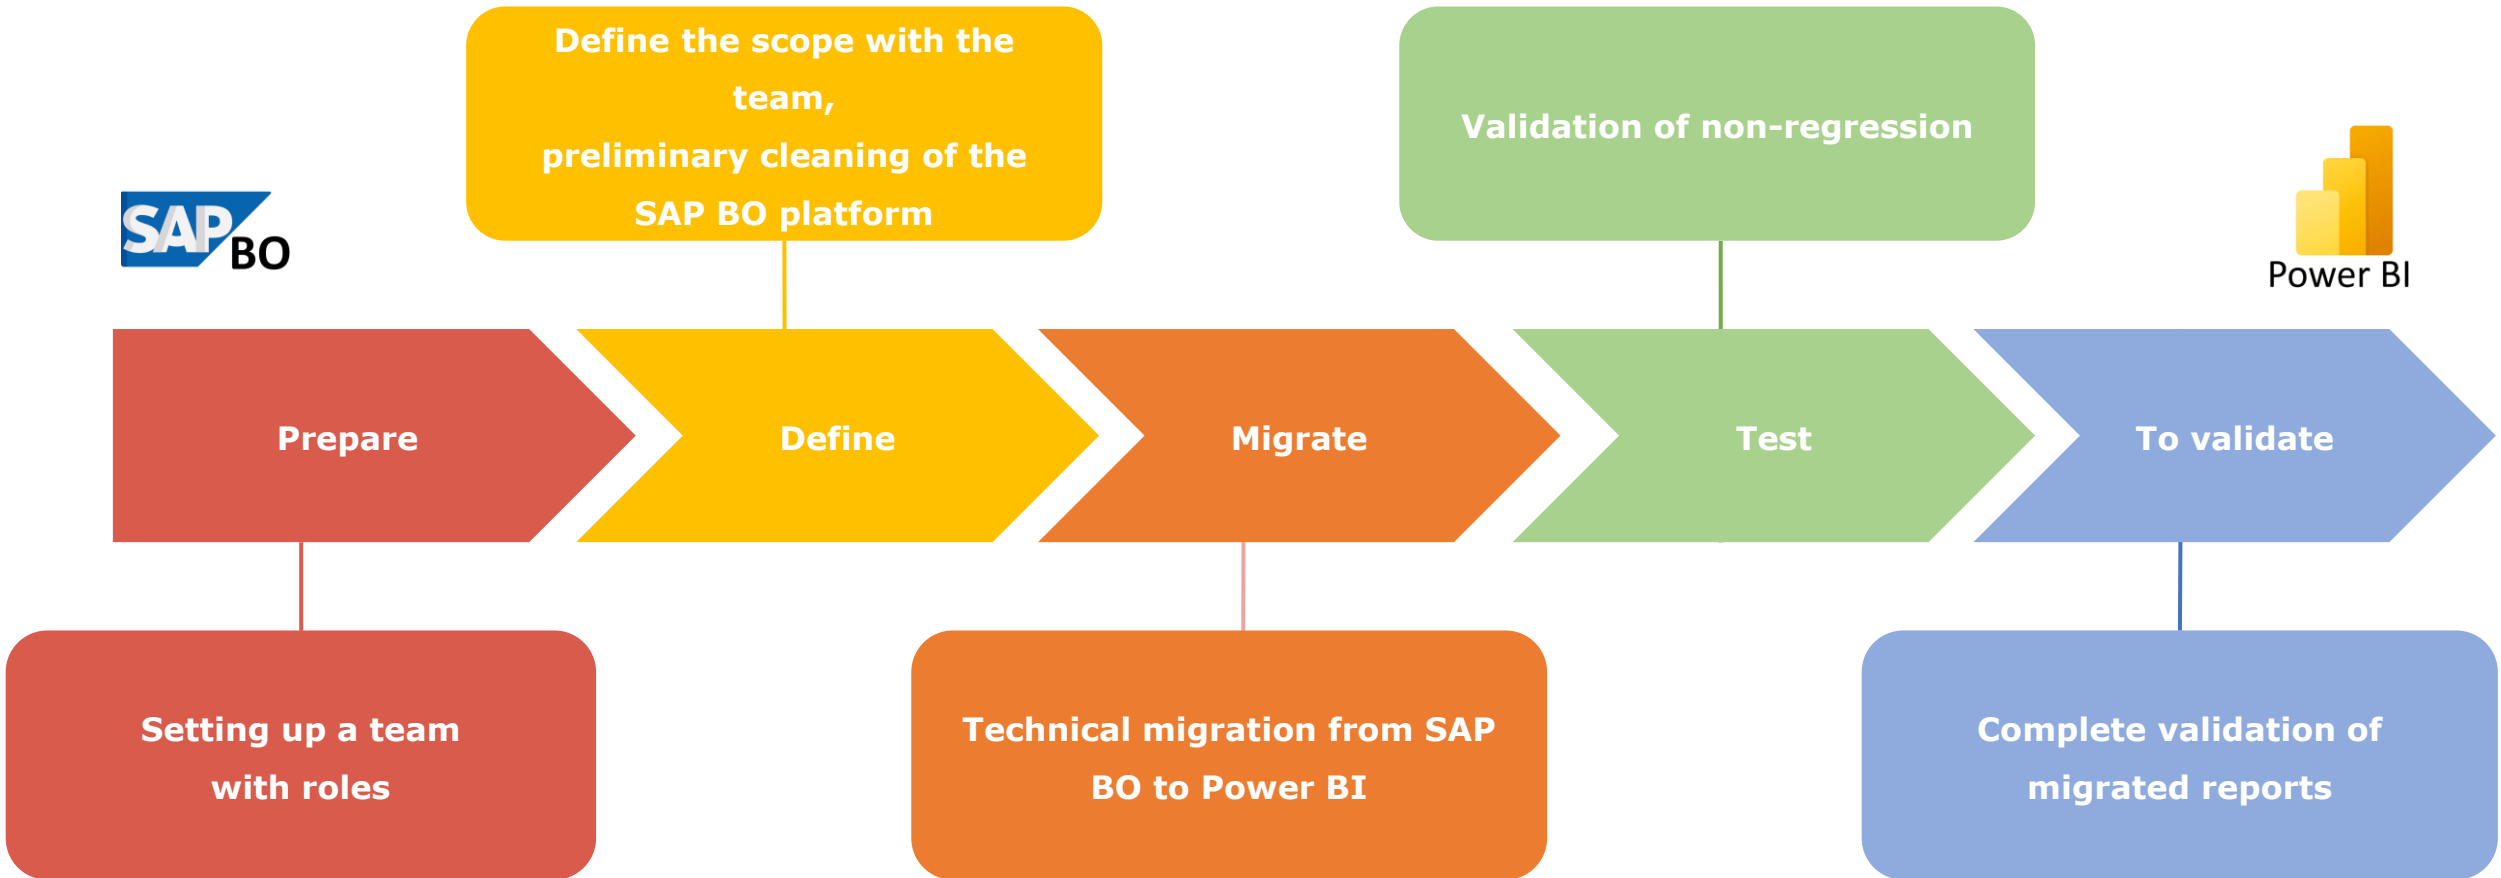 Define the scope with the
team,
preliminary cleaning of the
SAP BO platform
Validation of non-regression
SAP BO
Power BI
Prepare
Define
Migrate
Test
To validate
Setting up a team
with roles
Technical migration from SAP
BO to Power BI
Complete validation of
migrated reports